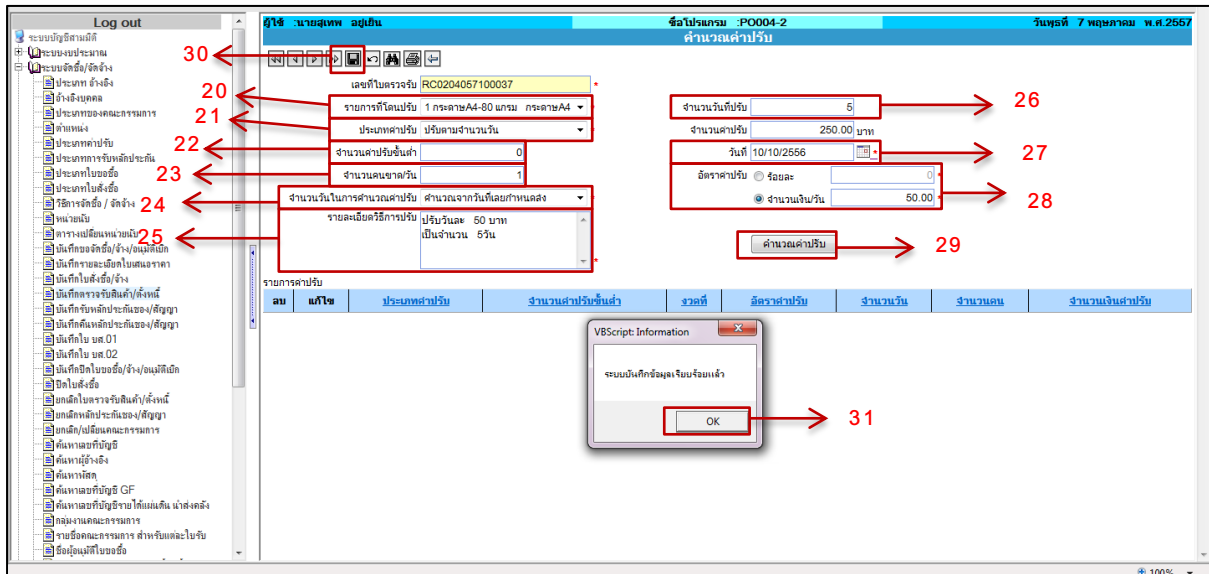 Log out
ผู้ใช้ :นายสุเทพ อยู่เย็น
ชื่อโปรแกรม :PO004-2
วันพุธที่ 7 พฤษภาคม พ.ศ.2557
คำนวณค่าปรับ
ระบบบัญชีสามมิติ
ระบบงบประมาณ
ระบบจัดซื้อ/จัดจ้าง
ประเภท อ้างอิง
อ้างอิงบุคคล
ประเภทของคณะกรรมการ
ตำแหน่ง
ประเภทค่าปรับ
ประเภทการรับหลักประกัน
ประเภทใบขอซื้อ
ประเภทใบสั่งซื้อ
วิธีการจัดซื้อ / จัดจ้าง
หน่วยนับ
ตารางเปลี่ยนหน่วยนับ
บันทึกขอจัดซื้อ/จ้าง/อนุมัติเบิก
บันทึกรายละเอียดใบเสนอราคา
บันทึกใบสั่งซื้อ/จ้าง
บันทึกตรวจรับสินค้า/ตั้งหนี้
บันทึกรับหลักประกันซอง/สัญญา
บันทึกคืนหลักประกันซอง/สัญญา
บันทึกใบ บส.01
บันทึกใบ บส.02
บันทึกปิดใบขอซื้อ/จ้าง/อนุมัติเบิก
ปิดใบสั่งซื้อ
ยกเลิกใบตรวจรับสินค้า/ตั้งหนี้
ยกเลิกหลักประกันซอง/สัญญา
ยกเลิก/เปลี่ยนคณะกรรมการ
ค้นหาเลขที่บัญชี
ค้นหาผู้อ้างอิง
ค้นหาพัสดุ
ค้นหาเลขที่บัญชี GF
ค้นหาเลขที่บัญชีรายได้แผ่นดิน นำส่งคลัง
กลุ่มงานคณะกรรมการ
รายชื่อคณะกรรมการ สำหรับแต่ละใบรับ
ชื่อผู้อนุมัติใบขอซื้อ
30
เลขที่ใบตรวจรับ RC0204057100037 *
20
รายการที่โดนปรับ 1 กระดาษA4-80 แกรม กระดาษA4 *
จำนวนวันที่ปรับ 5
26
21
ประเภทค่าปรับ ปรับตามจำนวนวัน *
จำนวนค่าปรับ 250.00 บาท
22
จำนวนค่าปรับขั้นต่ำ 0
วันที่ 10/10/2556 *
27
23
จำนวนคนขาด/วัน 1
อัตราค่าปรับ ร้อยละ 0 *
24
จำนวนวันในการคำนวณค่าปรับ คำนวณจากวันที่เลยกำหนดส่ง *
จำนวนเงิน/วัน 50.00 *
28
25
รายละเอียดวิธีการปรับ ปรับวันละ 50 บาท
เป็นจำนวน 5วัน
*
คำนวณค่าปรับ
29
รายการค่าปรับ
ลบ แก้ไข ประเภทค่าปรับ จำนวนค่าปรับขั้นต่ำ งวดที่ อัตราค่าปรับ จำนวนวัน จำนวนคน จำนวนเงินค่าปรับ
VBScript: Information
ระบบบันทึกข้อมูลเรียบร้อยแล้ว
OK
31
100%